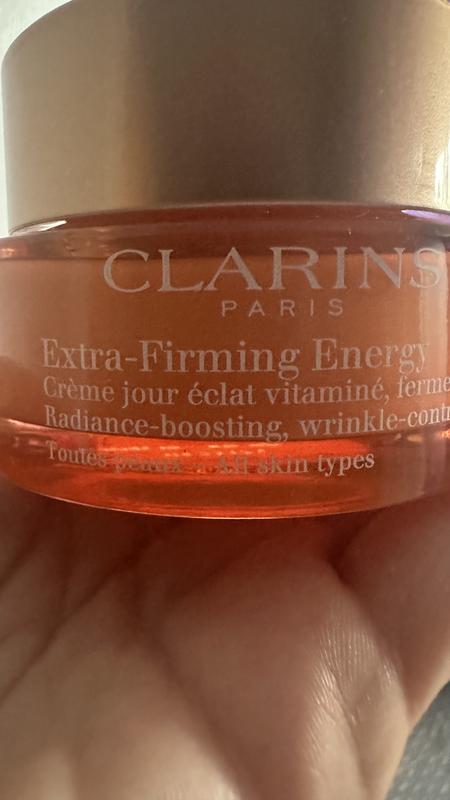 CLARINS
PARIS
Extra-Firming Energy
Crème jour éclat vitaminé, ferme
Radiance-boosting, wrinkle-contr
Toutes peaux - All skin types